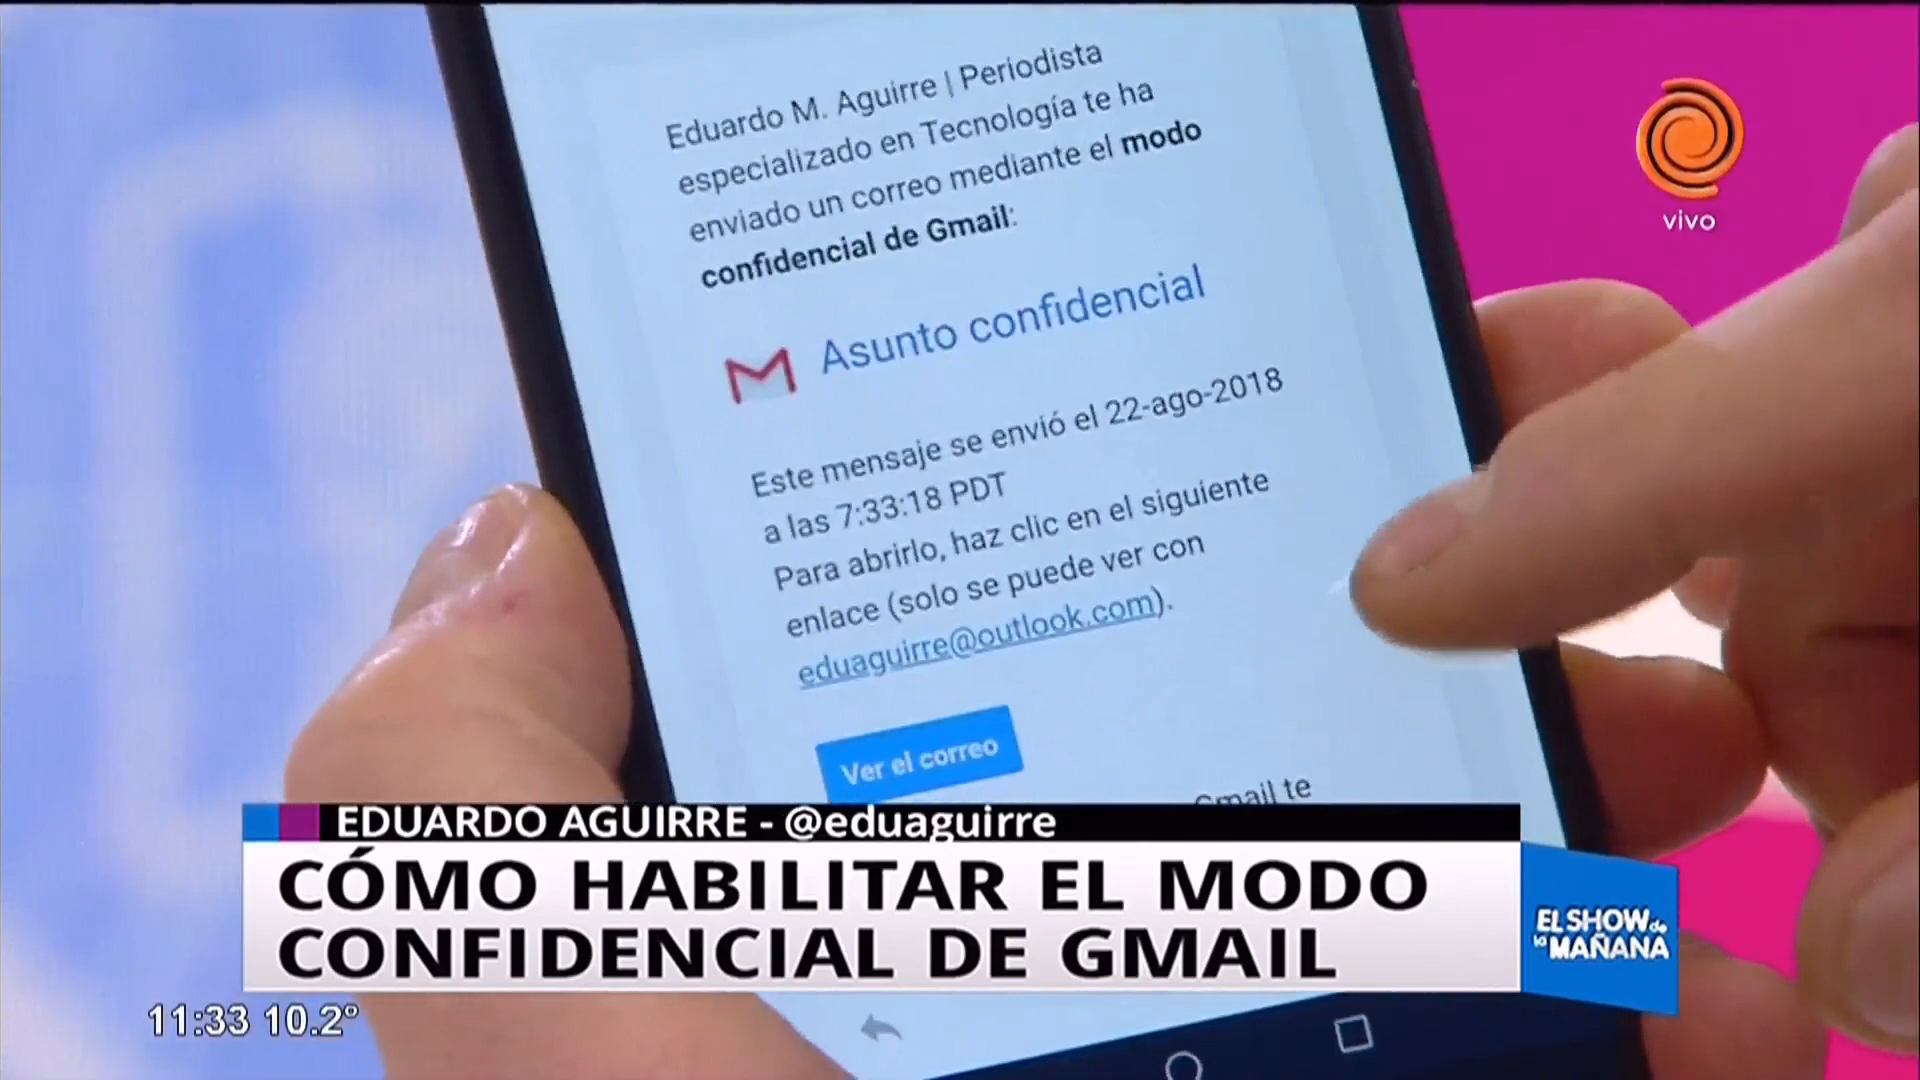 Eduardo M. Aguirre | Periodista
especializado en Tecnología te ha
enviado un correo mediante el modo
confidencial de Gmail:
Asunto confidencial
Este mensaje se envió el 22-ago-2018
a las 7:33:18 PDT
Para abrirlo, haz clic en el siguiente
enlace (solo se puede ver con
eduaguirre@outlook.com).
Ver el correo
Gmail te
vivo
EDUARDO AGUIRRE - @eduaguirre
CÓMO HABILITAR EL MODO
CONFIDENCIAL DE GMAIL
EL SHOW de
la MAÑANA
11:33 10.2°